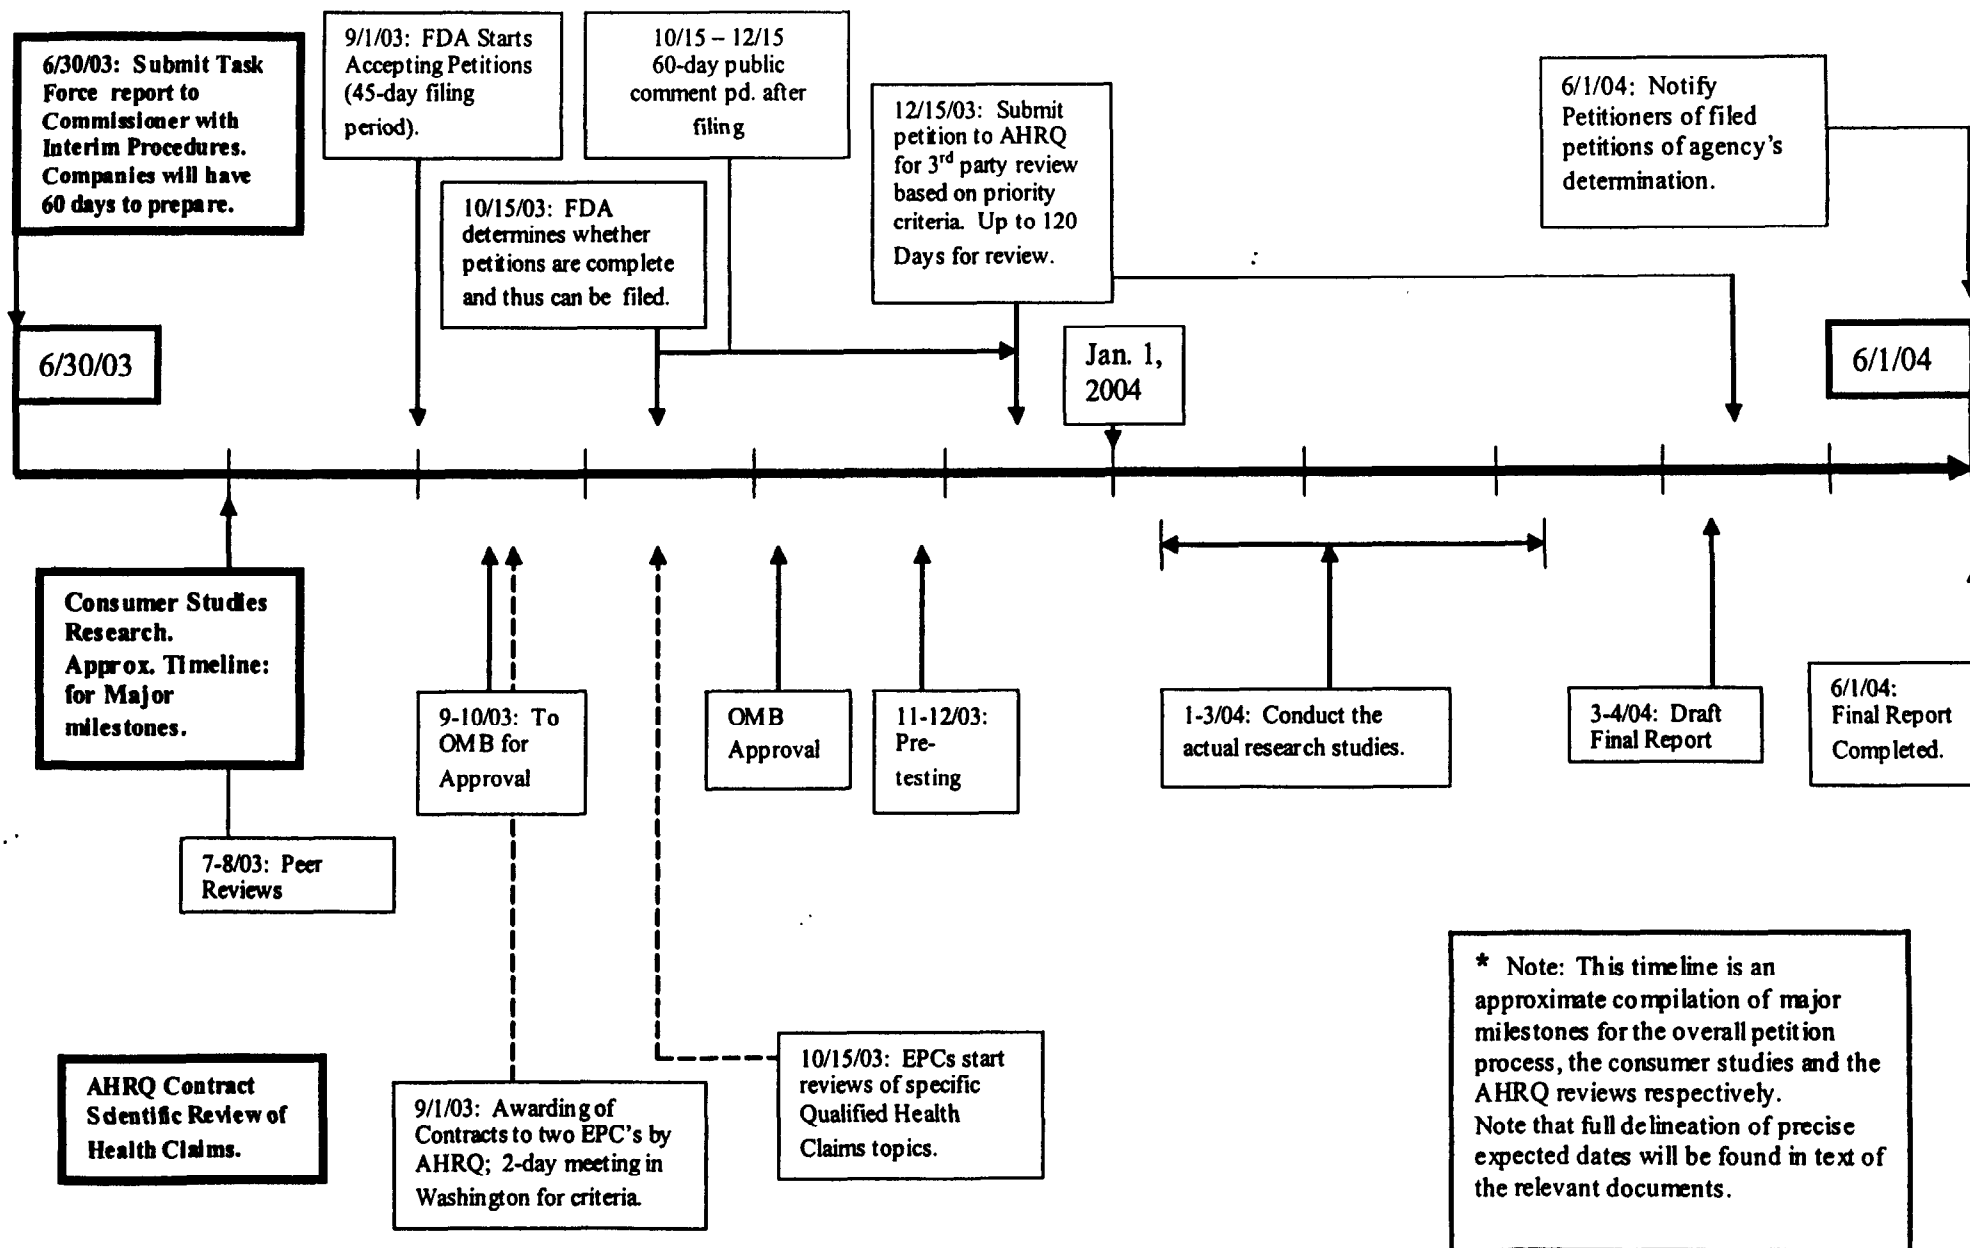 6/30/03: Submit Task
Force report to
Commissioner with
Interim Procedures.
Companies will have
60 days to prepare.
9/1/03: FDA Starts
Accepting Petitions
(45-day filing
period).
10/15 – 12/15
60-day public
comment pd. after
filing
10/15/03: FDA
determines whether
petitions are complete
and thus can be filed.
12/15/03: Submit
petition to AHRQ
for 3rd party review
based on priority
criteria. Up to 120
Days for review.
6/1/04: Notify
Petitioners of filed
petitions of agency's
determination.
6/30/03
Jan. 1,
2004
6/1/04
Consumer Studies
Research.
Approx. Timeline:
for Major
milestones.
7-8/03: Peer
Reviews
9-10/03: To
OMB for
Approval
OMB
Approval
11-12/03:
Pre-
testing
1-3/04: Conduct the
actual research studies.
3-4/04: Draft
Final Report
6/1/04:
Final Report
Completed.
AHRQ Contract
Scientific Review of
Health Claims.
9/1/03: Awarding of
Contracts to two EPC's by
AHRQ; 2-day meeting in
Washington for criteria.
10/15/03: EPCs start
reviews of specific
Qualified Health
Claims topics.
* Note: This timeline is an
approximate compilation of major
milestones for the overall petition
process, the consumer studies and the
AHRQ reviews respectively.
Note that full delineation of precise
expected dates will be found in text of
the relevant documents.